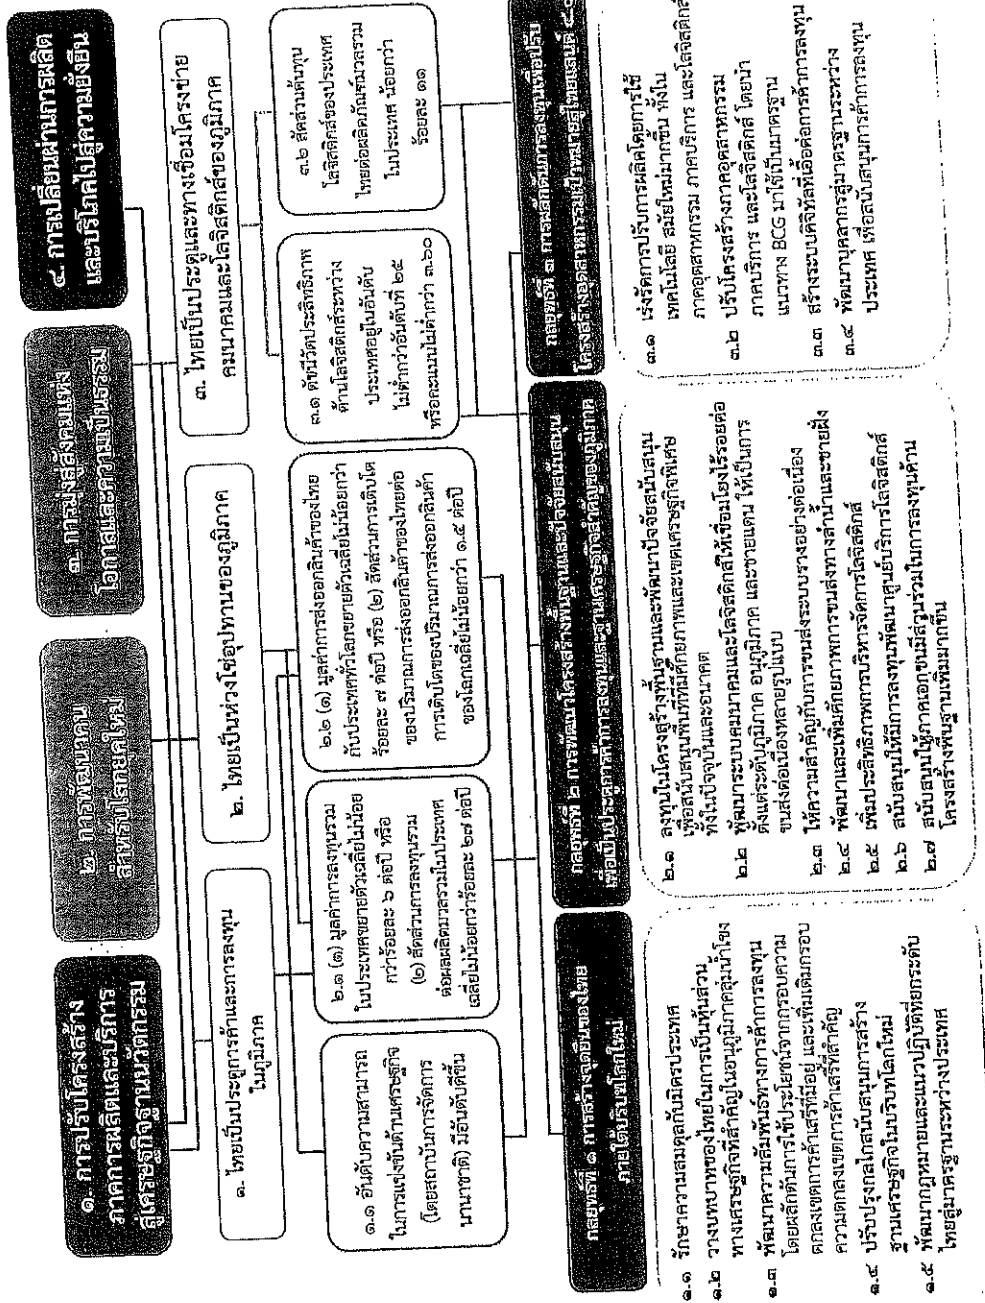 ๑. การปรับโครงสร้าง
ภาคการผลิตและบริการ
สู่เศรษฐกิจฐานนวัตกรรม
๒. การพัฒนาคน
สำหรับโลกยุคใหม่
๓. การมุ่งสู่สังคมแห่ง
โอกาสและความเป็นธรรม
๔. การเปลี่ยนผ่านการผลิต
และบริโภคไปสู่ความยั่งยืน
๑. ไทยเป็นประตูการค้าและการลงทุน
ในภูมิภาค
๒. ไทยเป็นห่วงโซ่อุปทานของภูมิภาค
๓. ไทยเป็นประตูและทางเชื่อมโครงข่าย
คมนาคมและโลจิสติกส์ของภูมิภาค
๑.๑ อันดับความสามารถ
ในการแข่งขันด้านเศรษฐกิจ
(โดยสถาบันการจัดการ
นานาชาติ) มีอันดับดีขึ้น
๒.๑ (๑) มูลค่าการลงทุนรวม
ในประเทศขยายตัวเฉลี่ยไม่น้อย
กว่าร้อยละ ๖ ต่อปี หรือ
(๒) สัดส่วนการลงทุนรวม
ต่อผลผลิตมวลรวมในประเทศ
เฉลี่ยไม่น้อยกว่าร้อยละ ๒๗ ต่อปี
๒.๒ (๑) มูลค่าการส่งออกสินค้าของไทย
กับประเทศทั่วโลกขยายตัวเฉลี่ยไม่น้อยกว่า
ร้อยละ ๗ ต่อปี หรือ (๒) สัดส่วนการเติบโต
ของปริมาณการส่งออกสินค้าของไทยต่อ
การเติบโตของปริมาณการส่งออกสินค้า
ของโลกเฉลี่ยไม่น้อยกว่า ๑.๕ ต่อปี
๓.๑ ดัชนีวัดประสิทธิภาพ
ด้านโลจิสติกส์ระหว่าง
ประเทศอยู่ในอันดับ
ไม่ต่ำกว่าอันดับที่ ๒๕
หรือคะแนนไม่ต่ำกว่า ๓.๖๐
๓.๒ สัดส่วนต้นทุน
โลจิสติกส์ของประเทศ
ไทยต่อผลิตภัณฑ์มวลรวม
ในประเทศ น้อยกว่า
ร้อยละ ๑๑
กลยุทธ์ที่ ๑ การสร้างจุดยืนของไทย
ภายใต้บริบทโลกใหม่
๑.๑ รักษาความสมดุลกับมิตรประเทศ
๑.๒ วางบทบาทของไทยในการเป็นหุ้นส่วน
ทางเศรษฐกิจที่สำคัญในอนุภูมิภาคลุ่มน้ำโขง
๑.๓ พัฒนาความสัมพันธ์ทางการค้าการลงทุน
โดยผลักดันการใช้ประโยชน์จากกรอบความ
ตกลงเขตการค้าเสรีที่มีอยู่ และเพิ่มเติมกรอบ
ความตกลงเขตการค้าเสรีที่สำคัญ
๑.๔ ปรับปรุงกลไกสนับสนุนการสร้าง
ฐานเศรษฐกิจในบริบทโลกใหม่
๑.๕ พัฒนากฎหมายและแนวปฏิบัติที่ยกระดับ
ไทยสู่มาตรฐานระหว่างประเทศ
กลยุทธ์ที่ ๒ การพัฒนาโครงสร้างพื้นฐานและปัจจัยสนับสนุน
เพื่อเป็นประตูการค้าการลงทุนและฐานเศรษฐกิจสำคัญของภูมิภาค
๒.๑ ลงทุนในโครงสร้างพื้นฐานและพัฒนาปัจจัยสนับสนุน
เพื่อสนับสนุนพื้นที่ที่มีศักยภาพและเขตเศรษฐกิจพิเศษ
ทั้งในปัจจุบันและอนาคต
๒.๒ พัฒนาระบบคมนาคมและโลจิสติกส์ให้เชื่อมโยงไร้รอยต่อ
ตั้งแต่ระดับภูมิภาค อนุภูมิภาค และชายแดน ให้เป็นการ
ขนส่งต่อเนื่องหลายรูปแบบ
๒.๓ ให้ความสำคัญกับการขนส่งระบบรางอย่างต่อเนื่อง
๒.๔ พัฒนาและเพิ่มศักยภาพการขนส่งทางลำน้ำและชายฝั่ง
๒.๕ เพิ่มประสิทธิภาพการบริหารจัดการโลจิสติกส์
๒.๖ สนับสนุนให้มีการลงทุนพัฒนาศูนย์บริการโลจิสติกส์
๒.๗ สนับสนุนให้ภาคเอกชนมีส่วนร่วมในการลงทุนด้าน
โครงสร้างพื้นฐานเพิ่มมากขึ้น
กลยุทธ์ที่ ๓ การผลักดันการลงทุนเพื่อปรับ
โครงสร้างอุตสาหกรรมเป้าหมายสู่ไทยแลนด์ ๔.๐
๓.๑ เร่งรัดการปรับการผลิตโดยการใช้
เทคโนโลยี สมัยใหม่มากขึ้น ทั้งใน
ภาคอุตสาหกรรม ภาคบริการ และโลจิสติกส์
๓.๒ ปรับโครงสร้างภาคอุตสาหกรรม
ภาคบริการ และโลจิสติกส์ โดยนำ
แนวทาง BCG มาใช้เป็นมาตรฐาน
๓.๓ สร้างระบบดิจิทัลที่เอื้อต่อการค้าการลงทุน
๓.๔ พัฒนาบุคลากรสู่มาตรฐานระหว่าง
ประเทศ เพื่อสนับสนุนการค้าการลงทุน